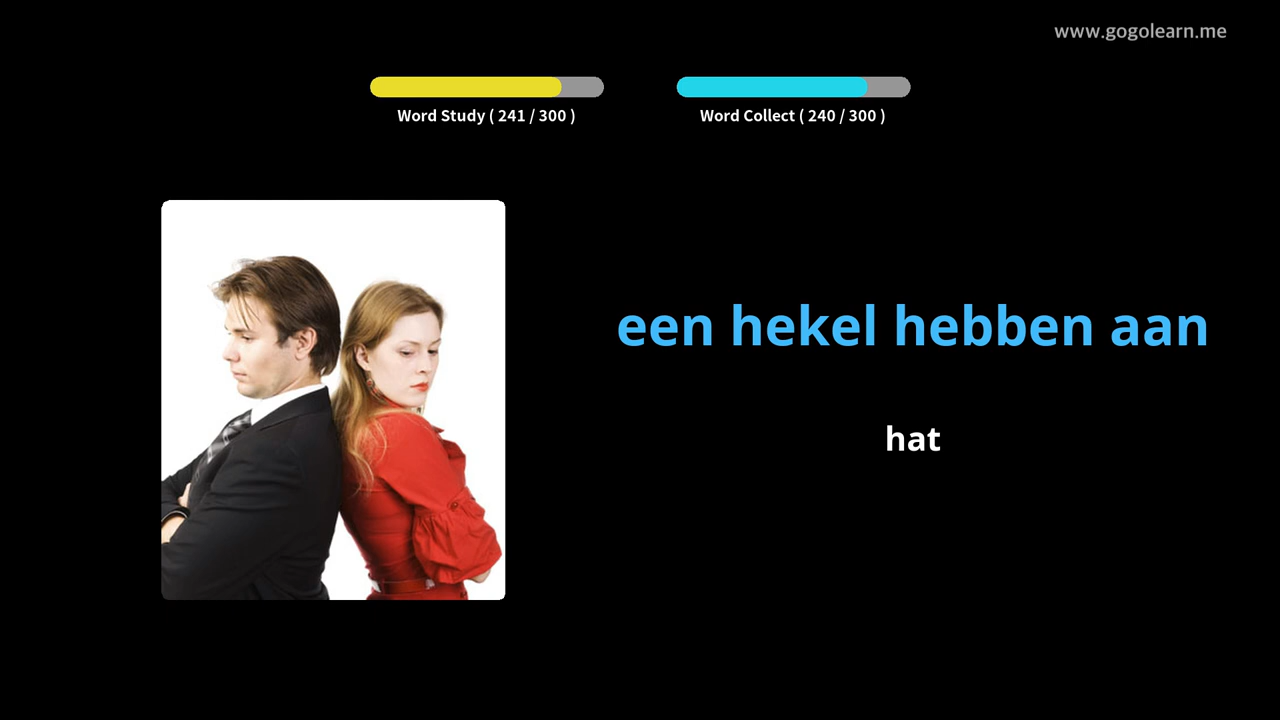 www.gogolearn.me
Word Study ( 241 / 300 )
Word Collect ( 240 / 300 )
een hekel hebben aan
hat